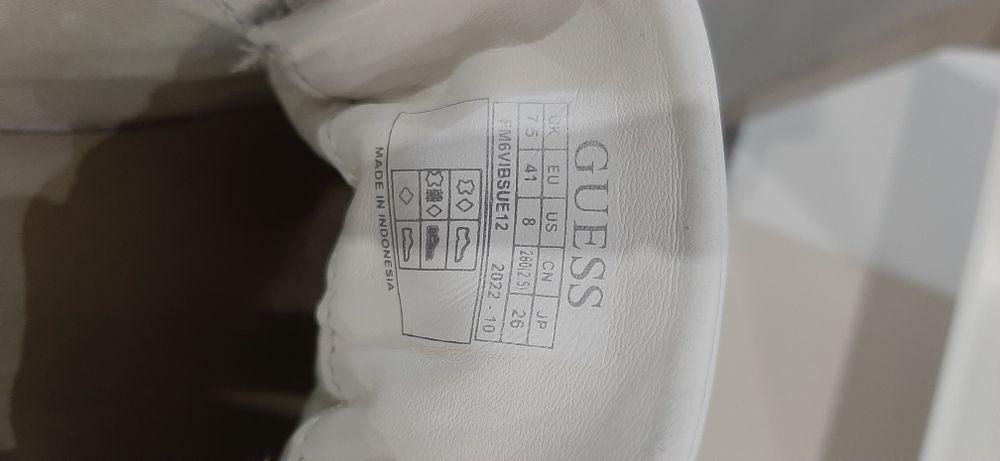 GUESS
UK EU US CN JP
7.5 41 8 260(2.5) 26
FM6VIBSUE12 2022 - 10
MADE IN INDONESIA